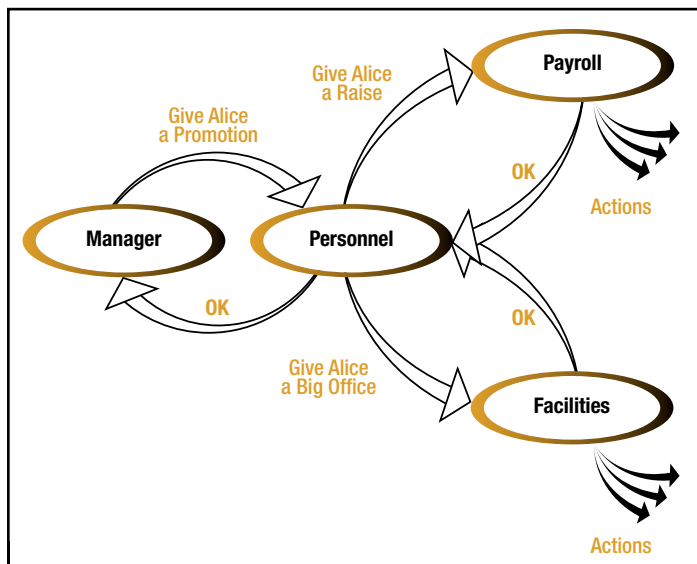 Payroll
Give Alice
a Raise
Give Alice
a Promotion
OK
Actions
Manager
Personnel
OK
OK
Give Alice
a Big Office
Facilities
Actions